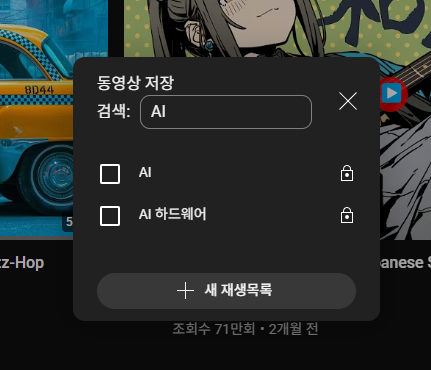 8044
동영상 저장
검색: AI
AI
AI 하드웨어
5
zz-Hop
anese S
새 재생목록
조회수 71만회 • 2개월 전